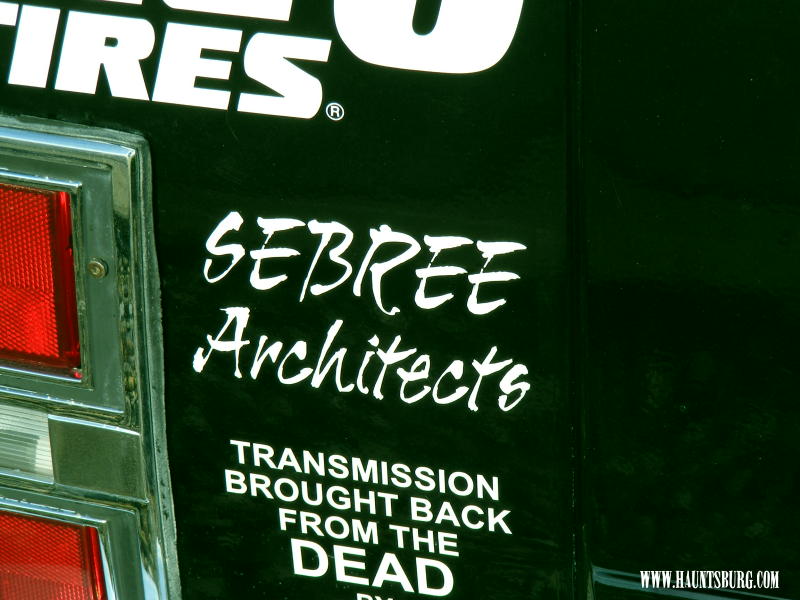 TIRES®
SEBREE
Architects
TRANSMISSION
BROUGHT BACK
FROM THE
DEAD
WWW.HAUNTSBURG.COM